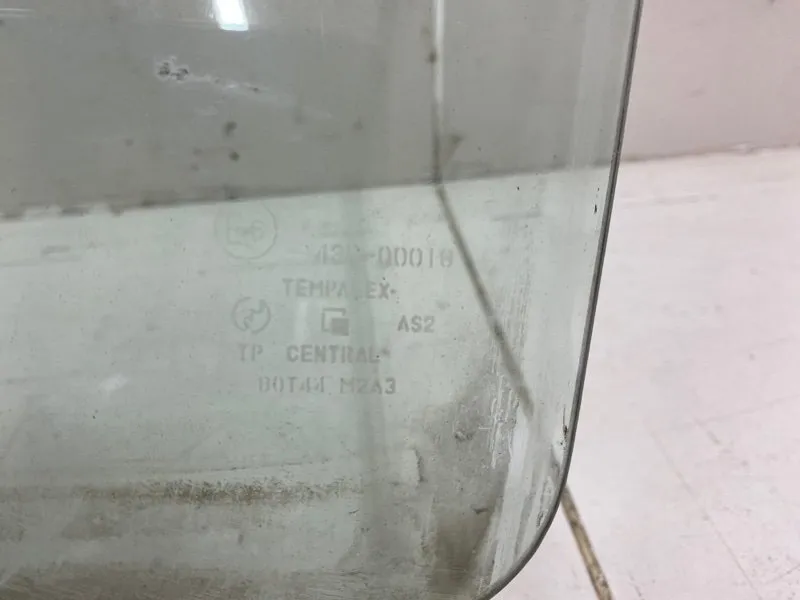 TEMPALEX
AS2
TP CENTRAL
DOT44 M2A3